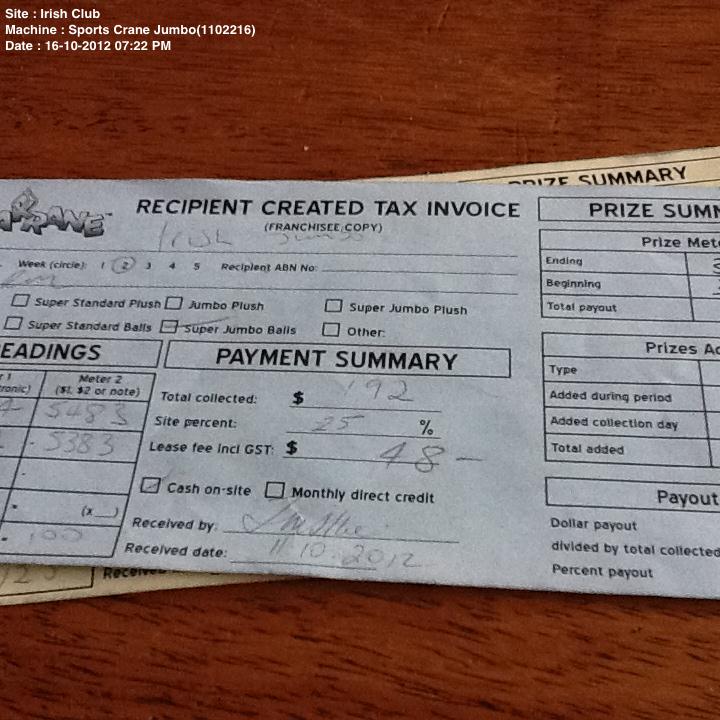 Site : Irish Club
Machine : Sports Crane Jumbo(1102216)
Date : 16-10-2012 07:22 PM
PRIZE SUMMARY
RECIPIENT CREATED TAX INVOICE
(FRANCHISEE COPY)
Irish
Week (circle): 1 2 3 4 5 Recipient ABN No:
Super Standard Plush Jumbo Plush Super Jumbo Plush
Super Standard Balls Super Jumbo Balls Other:
EADINGS
Meter 2
($1, $2 or note)
5483
5383
(x )
100
PAYMENT SUMMARY
Total collected: $ 192
Site percent: 25 %
Lease fee incl GST: $ 48 -
Cash on-site Monthly direct credit
Received by:
Received date: 11 10. 2012
PRIZE SUMM
Prize Mete
Ending
Beginning
Total payout
Prizes Ad
Type
Added during period
Added collection day
Total added
Payout
Dollar payout
divided by total collected
Percent payout
Received